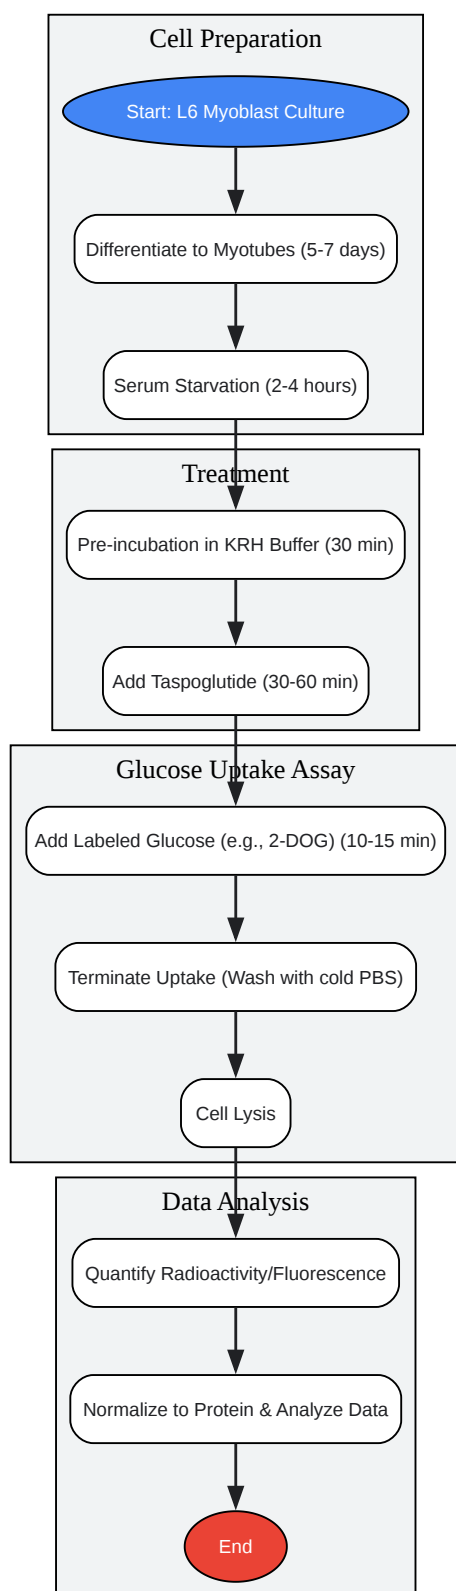 Cell Preparation
Start: L6 Myoblast Culture
Differentiate to Myotubes (5-7 days)
Serum Starvation (2-4 hours)
Treatment
Pre-incubation in KRH Buffer (30 min)
Add Taspoglutide (30-60 min)
Glucose Uptake Assay
Add Labeled Glucose (e.g., 2-DOG) (10-15 min)
Terminate Uptake (Wash with cold PBS)
Cell Lysis
Data Analysis
Quantify Radioactivity/Fluorescence
Normalize to Protein & Analyze Data
End